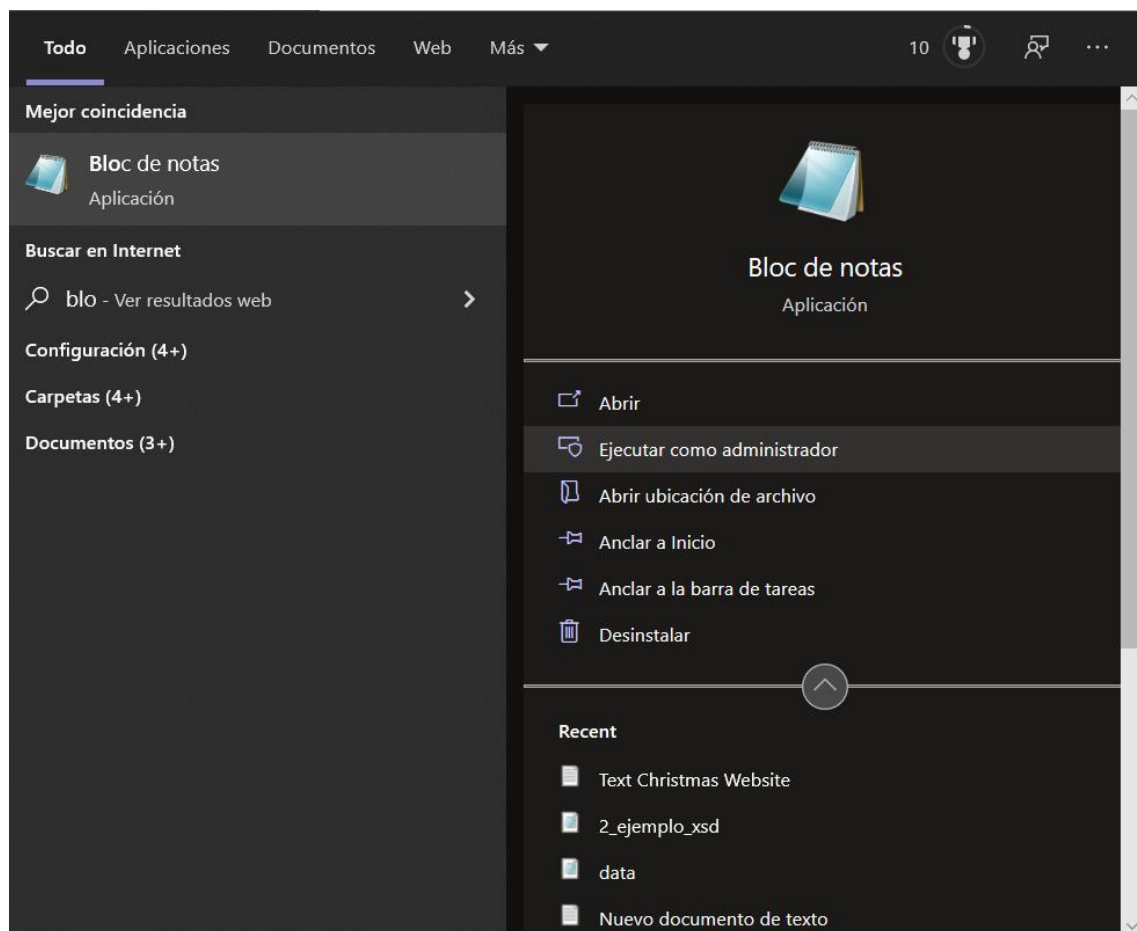 Todo Aplicaciones Documentos Web Más 10 ...
Mejor coincidencia
Bloc de notas
Aplicación
Buscar en Internet
blo - Ver resultados web
Configuración (4+)
Carpetas (4+)
Documentos (3+)
Bloc de notas
Aplicación
Abrir
Ejecutar como administrador
Abrir ubicación de archivo
Anclar a Inicio
Anclar a la barra de tareas
Desinstalar
Recent
Text Christmas Website
2_ejemplo_xsd
data
Nuevo documento de texto